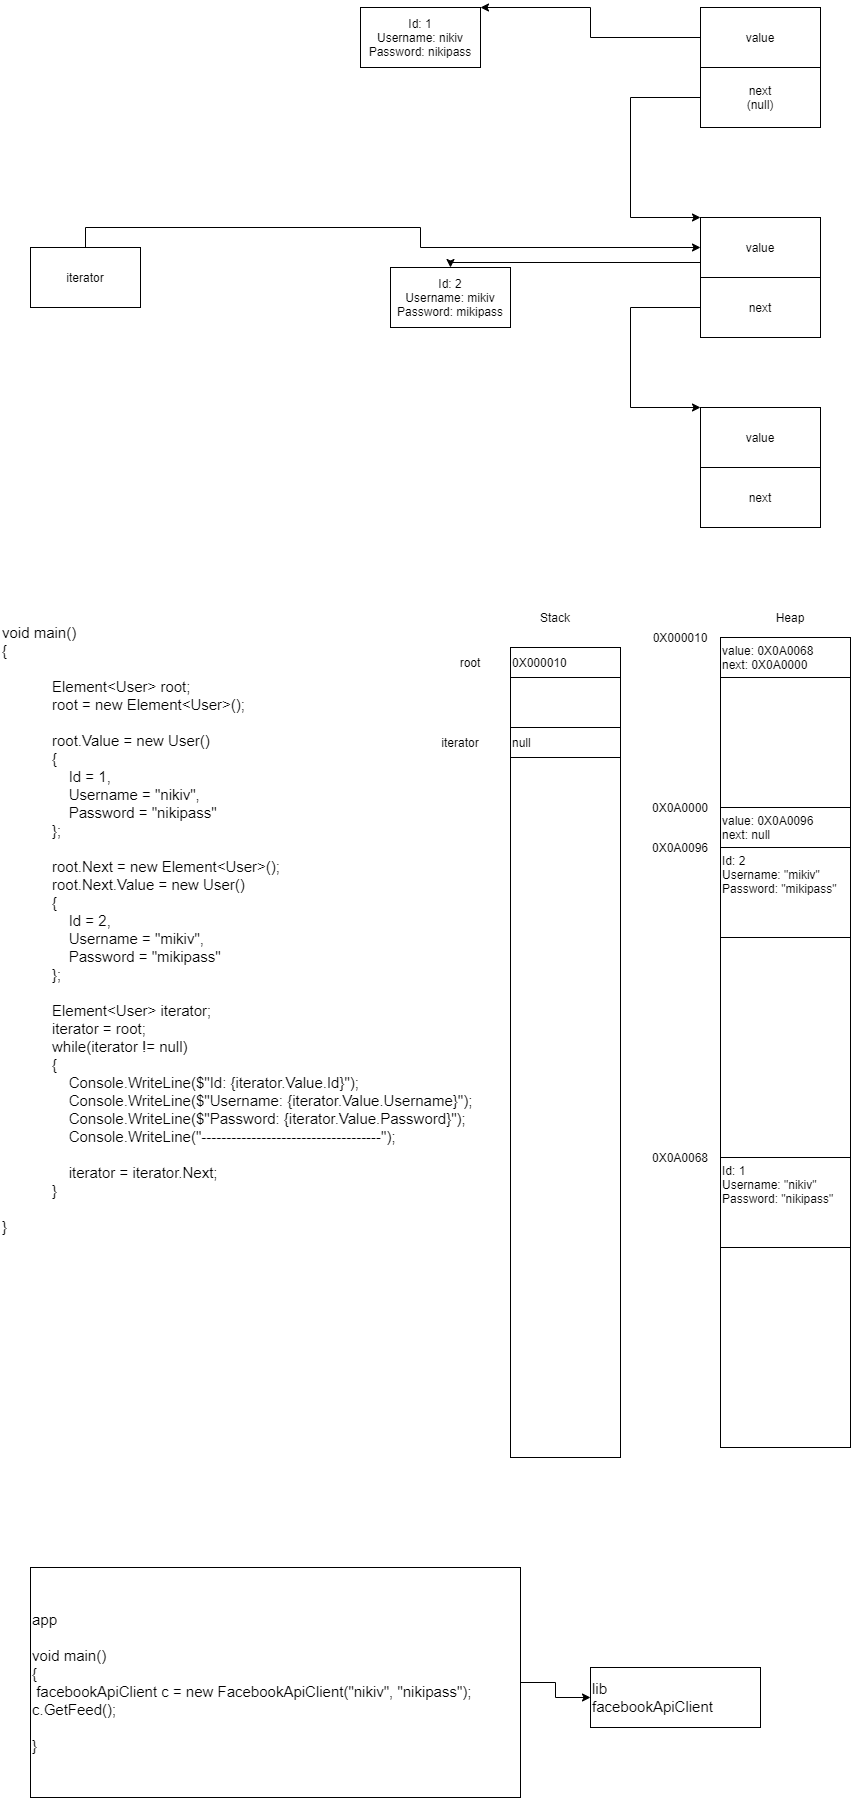 Id: 1
Username: nikiv
Password: nikipass
value
next
(null)
iterator
value
Id: 2
Username: mikiv
Password: mikipass
next
value
next
Stack
Heap
void main()
{
Element<User> root;
root = new Element<User>();
root.Value = new User()
{
Id = 1,
Username = "nikiv",
Password = "nikipass"
};
root.Next = new Element<User>();
root.Next.Value = new User()
{
Id = 2,
Username = "mikiv",
Password = "mikipass"
};
Element<User> iterator;
iterator = root;
while(iterator != null)
{
Console.WriteLine($"Id: {iterator.Value.Id}");
Console.WriteLine($"Username: {iterator.Value.Username}");
Console.WriteLine($"Password: {iterator.Value.Password}");
Console.WriteLine("------------------------------------");
iterator = iterator.Next;
}
}
root
0X000010
iterator
null
0X000010
value: 0X0A0068
next: 0X0A0000
0X0A0000
value: 0X0A0096
next: null
0X0A0096
Id: 2
Username: "mikiv"
Password: "mikipass"
0X0A0068
Id: 1
Username: "nikiv"
Password: "nikipass"
app
void main()
{
facebookApiClient c = new FacebookApiClient("nikiv", "nikipass");
c.GetFeed();
}
lib
facebookApiClient